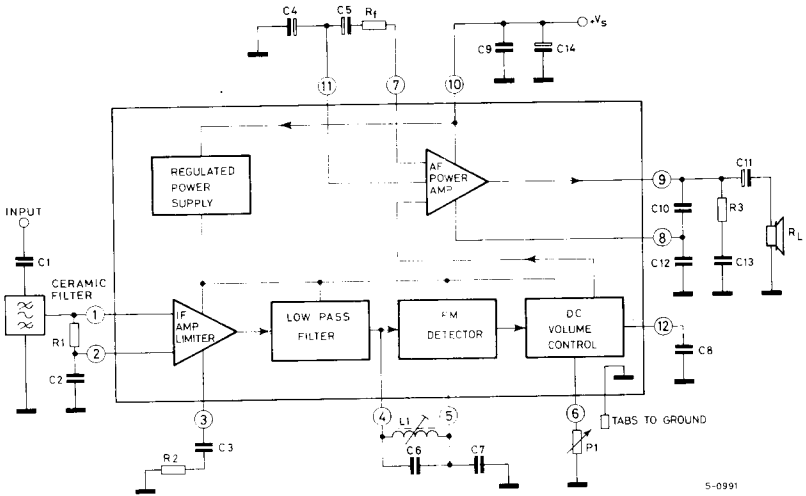 C4
C5
Rf
+Vs
C9
C14
11
7
10
REGULATED
POWER
SUPPLY
AF
POWER
AMP
9
8
C11
C10
R3
RL
C12
C13
INPUT
C1
CERAMIC
FILTER
1
R1
2
C2
IF
AMP
LIMITER
LOW PASS
FILTER
FM
DETECTOR
DC
VOLUME
CONTROL
12
C8
3
4
L1
5
6
TABS TO GROUND
P1
C3
R2
C6
C7
5-0991